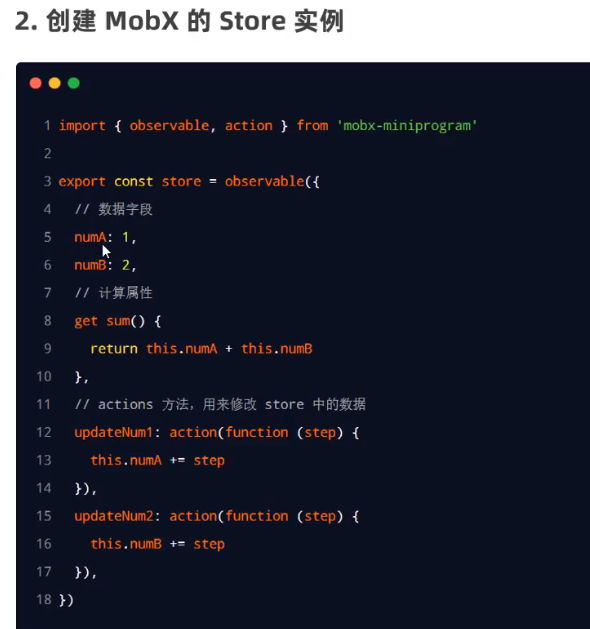 2. 创建 MobX 的 Store 实例
1 import { observable, action } from 'mobx-miniprogram'
2
3 export const store = observable({
4   // 数据字段
5   numA: 1,
6   numB: 2,
7   // 计算属性
8   get sum() {
9     return this.numA + this.numB
10   },
11   // actions 方法，用来修改 store 中的数据
12   updateNum1: action(function (step) {
13     this.numA += step
14   }),
15   updateNum2: action(function (step) {
16     this.numB += step
17   }),
18 })